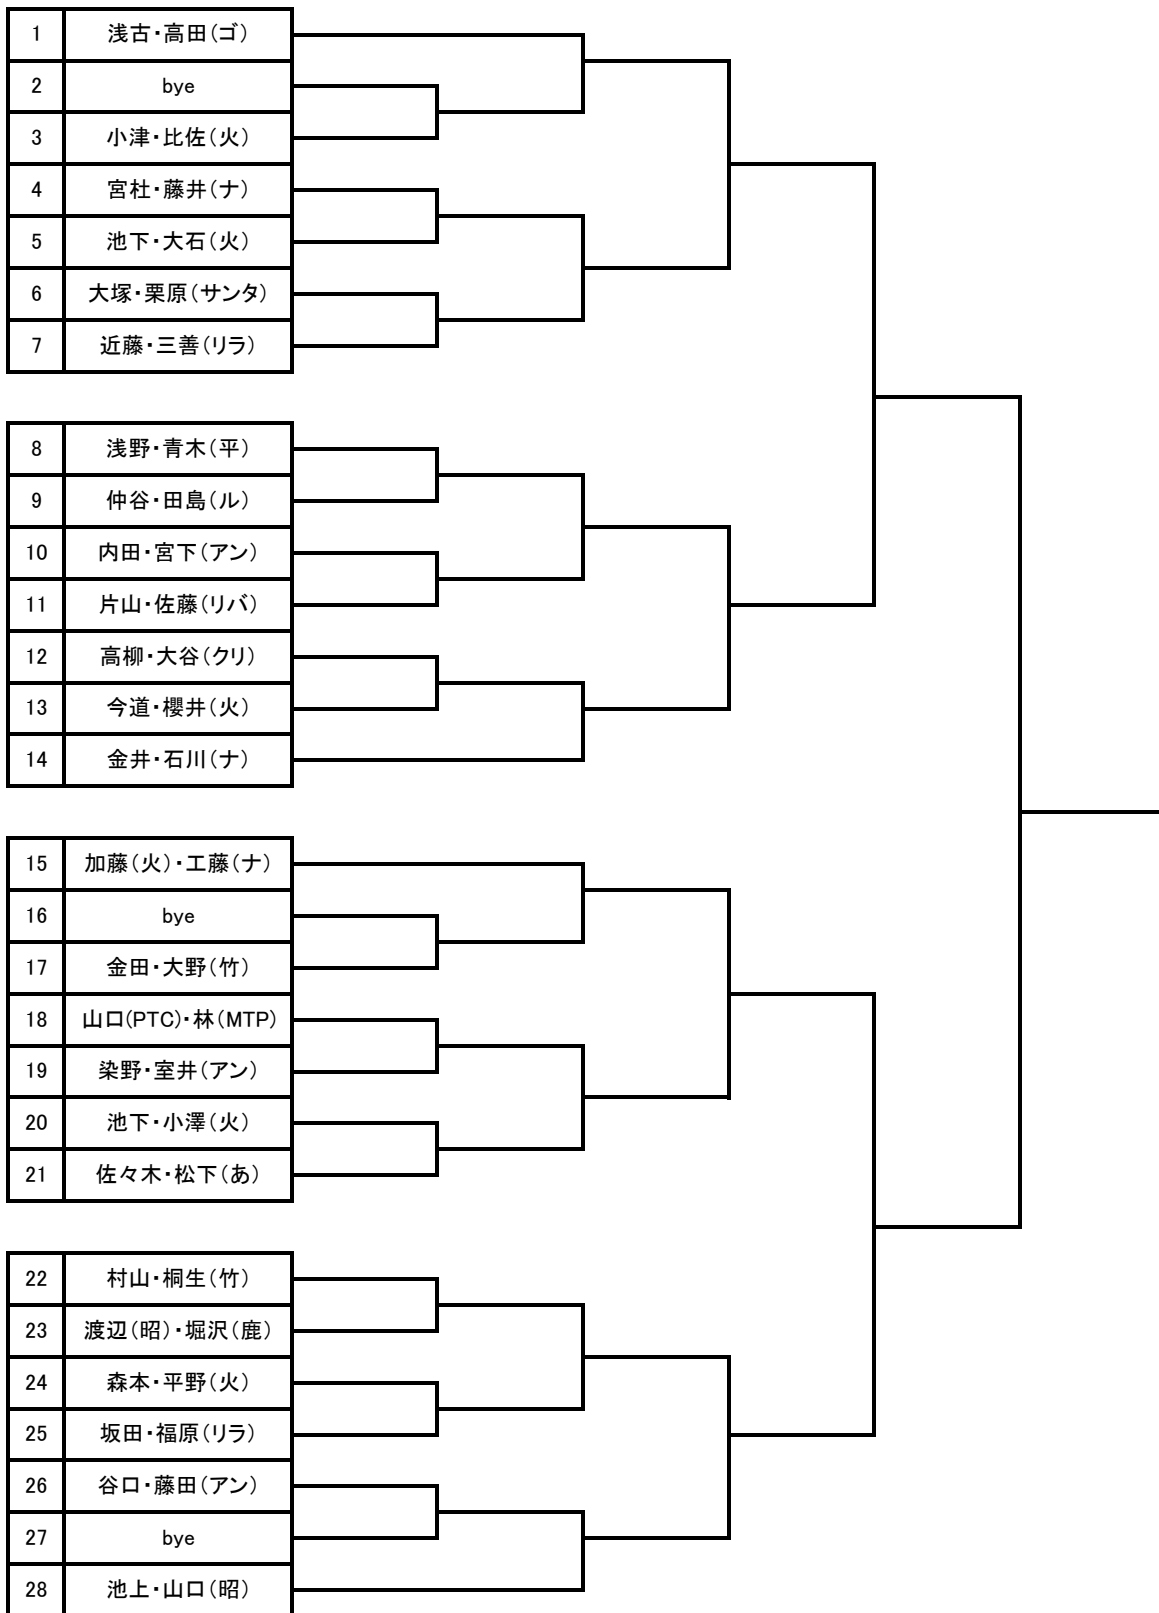 1 浅古・高田（ゴ）
2 bye
3 小津・比佐（火）
4 宮杜・藤井（ナ）
5 池下・大石（火）
6 大塚・栗原（サンタ）
7 近藤・三善（リラ）
8 浅野・青木（平）
9 仲谷・田島（ル）
10 内田・宮下（アン）
11 片山・佐藤（リバ）
12 高柳・大谷（クリ）
13 今道・櫻井（火）
14 金井・石川（ナ）
15 加藤（火）・工藤（ナ）
16 bye
17 金田・大野（竹）
18 山口(PTC)・林（MTP)
19 染野・室井（アン）
20 池下・小澤（火）
21 佐々木・松下（あ）
22 村山・桐生（竹）
23 渡辺（昭）・堀沢（鹿）
24 森本・平野（火）
25 坂田・福原（リラ）
26 谷口・藤田（アン）
27 bye
28 池上・山口（昭）